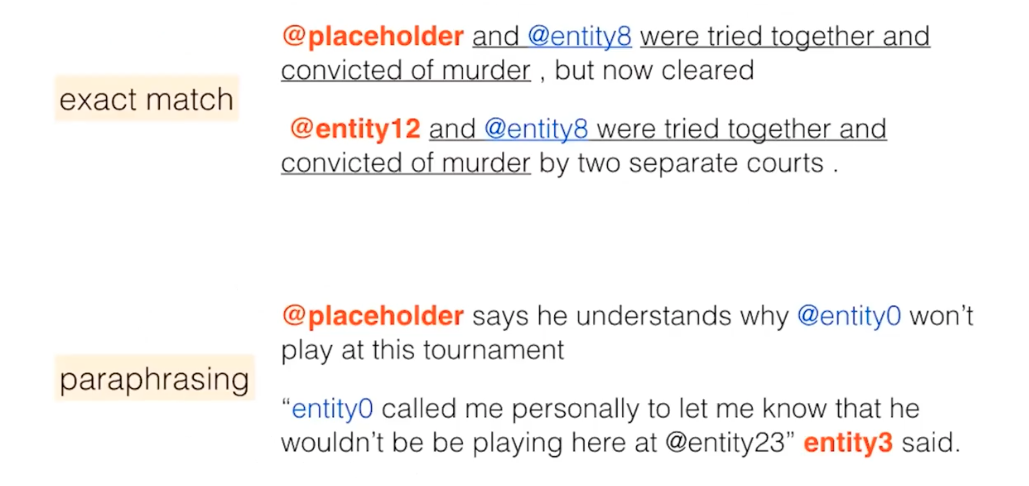 @placeholder and @entity8 were tried together and
convicted of murder , but now cleared
exact match
@entity12 and @entity8 were tried together and
convicted of murder by two separate courts .
@placeholder says he understands why @entity0 won’t
play at this tournament
paraphrasing
“entity0 called me personally to let me know that he
wouldn’t be be playing here at @entity23” entity3 said.